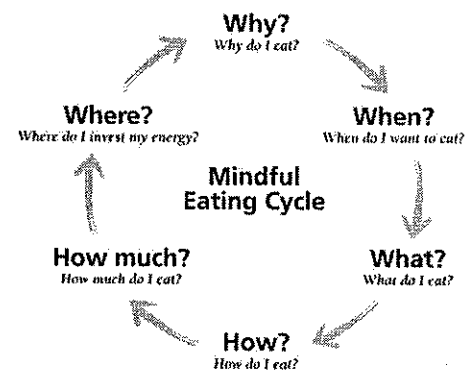 Why?
Why do I eat?
When?
When do I want to eat?
What?
What do I eat?
How?
How do I eat?
How much?
How much do I eat?
Where?
Where do I invest my energy?
Mindful
Eating Cycle